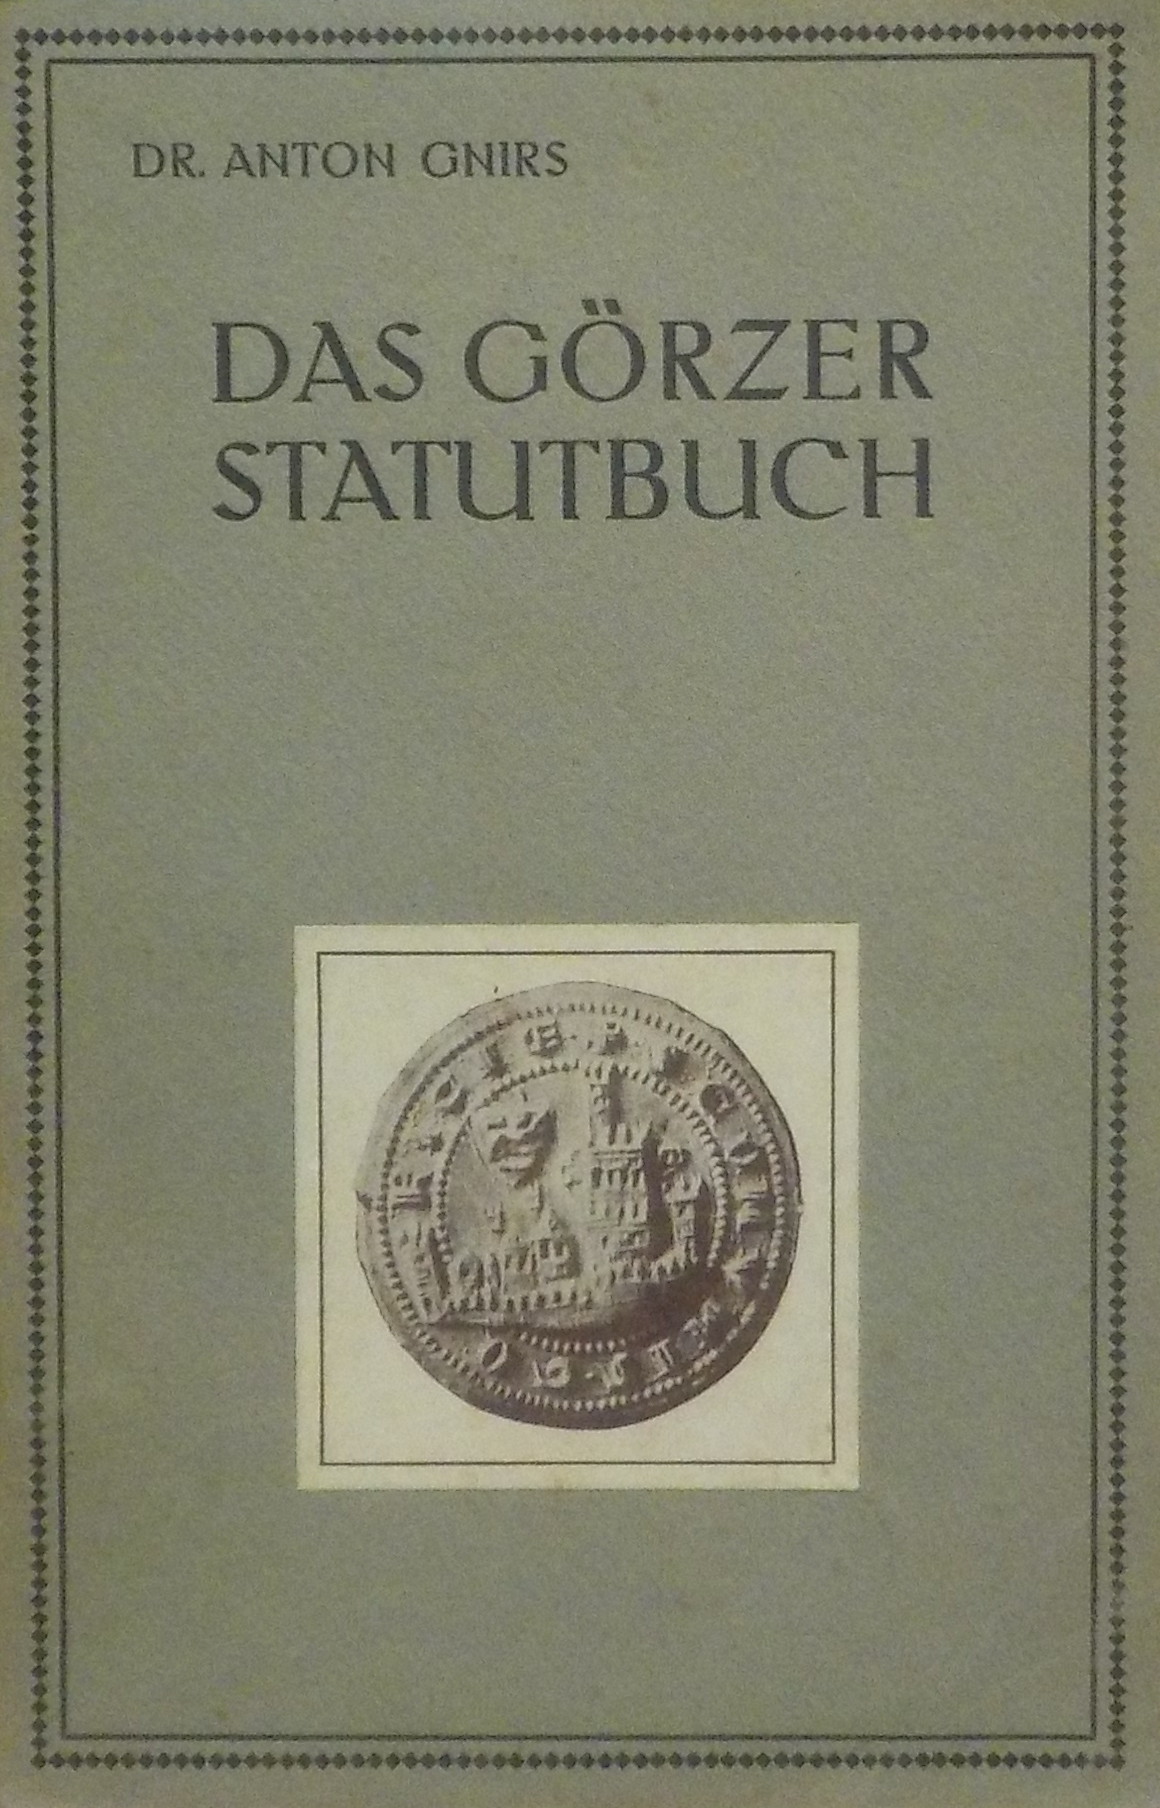 DR. ANTON GNIRS
DAS GÖRZER
STATUTBUCH